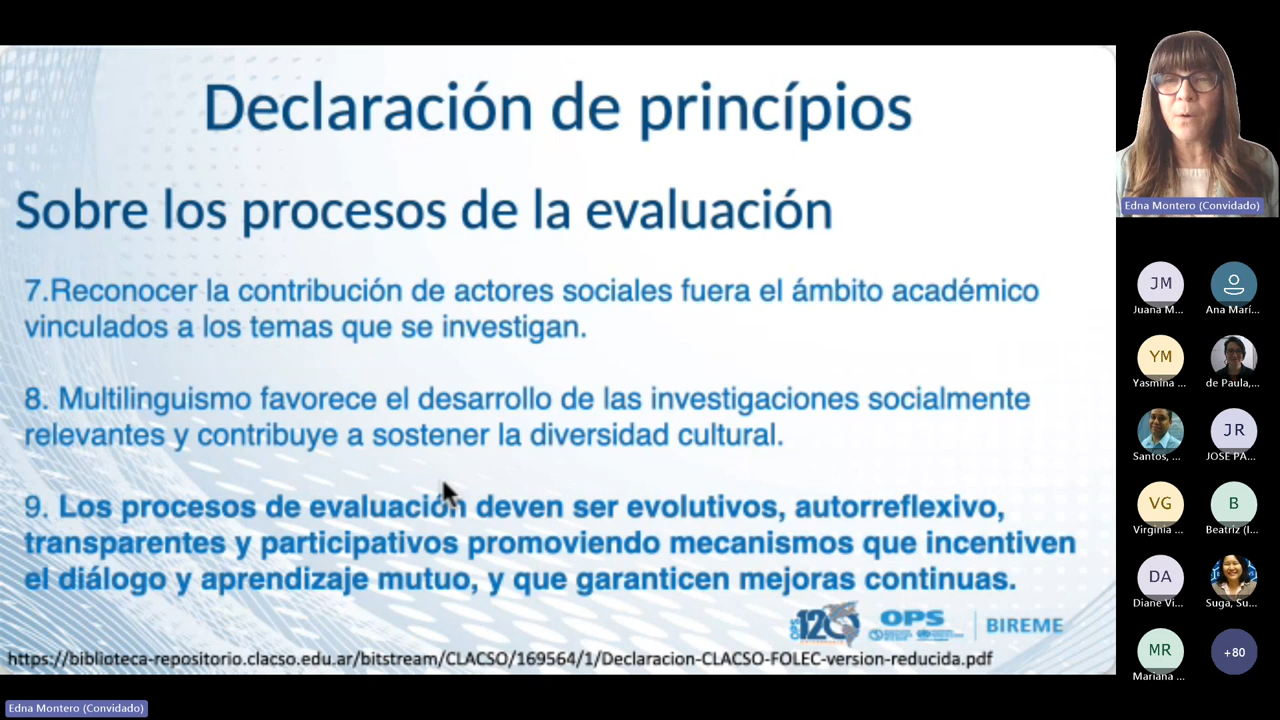 Declaración de princípios
Sobre los procesos de la evaluación
7.Reconocer la contribución de actores sociales fuera el ámbito académico
vinculados a los temas que se investigan.
8. Multilinguismo favorece el desarrollo de las investigaciones socialmente
relevantes y contribuye a sostener la diversidad cultural.
9. Los procesos de evaluación deven ser evolutivos, autorreflexivo,
transparentes y participativos promoviendo mecanismos que incentiven
el diálogo y aprendizaje mutuo, y que garanticen mejoras continuas.
OPS 120
OPS
BIREME
https://biblioteca-repositorio.clacso.edu.ar/bitstream/CLACSO/169564/1/Declaracion-CLACSO-FOLEC-version-reducida.pdf
Edna Montero (Convidado)
Edna Montero (Convidado)
JM
Juana M...
Ana Marí...
YM
Yasmina ...
de Paula,...
Santos, ...
JR
JOSE PA...
VG
Virginia ...
B
Beatriz (I...
DA
Diane Vi...
Suga, Su...
MR
Mariana ...
+80